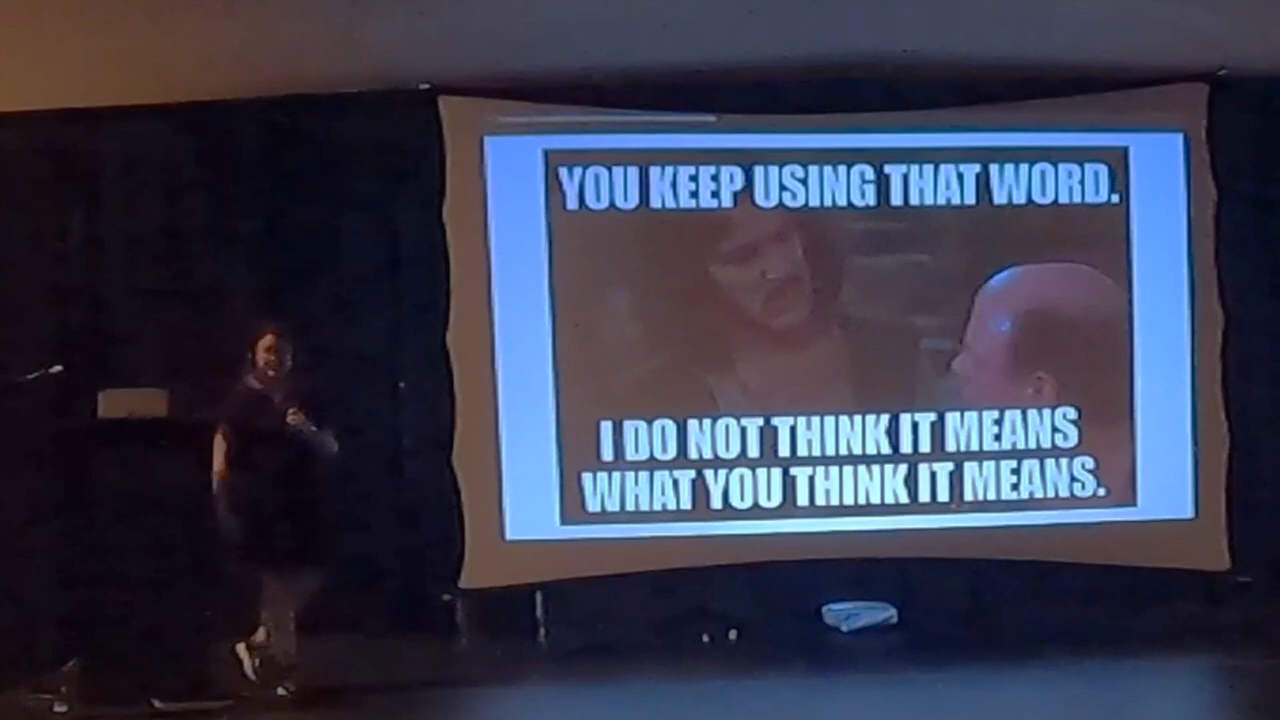 YOU KEEP USING THAT WORD.
I DO NOT THINK IT MEANS
WHAT YOU THINK IT MEANS.